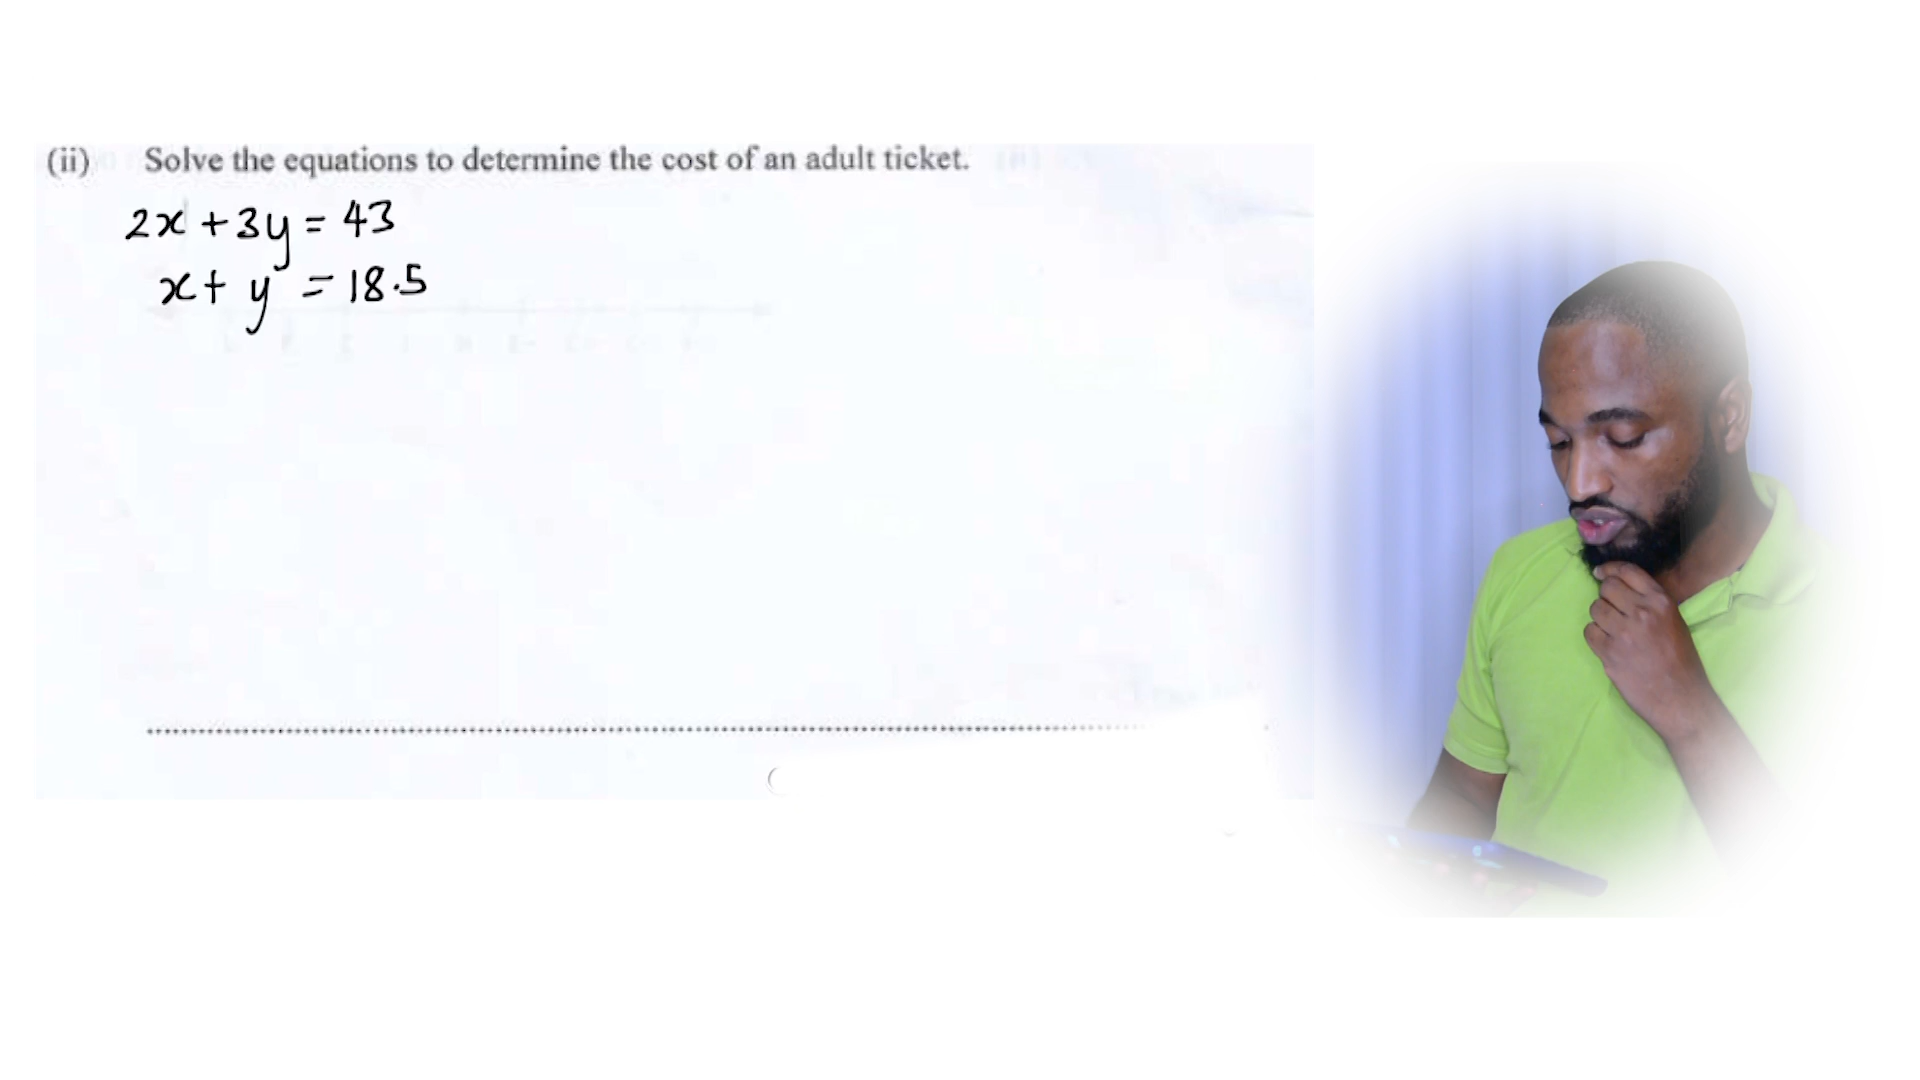 (ii) Solve the equations to determine the cost of an adult ticket.
2x + 3y = 43
x + y = 18.5